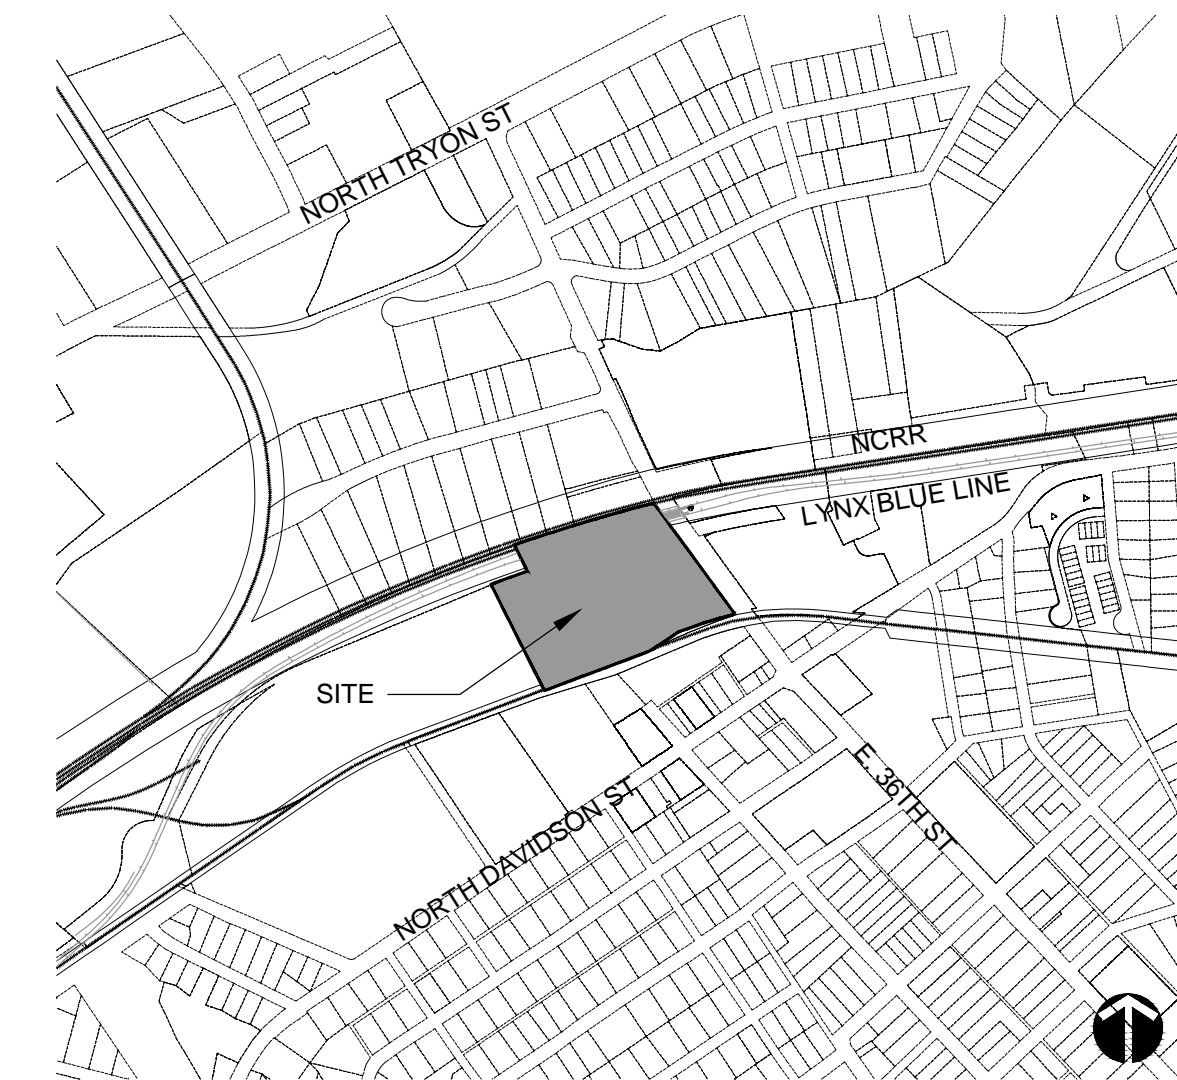 NORTH TRYON ST
NCRR
LYNX BLUE LINE
SITE
E. 36TH ST
NORTH DAVIDSON ST